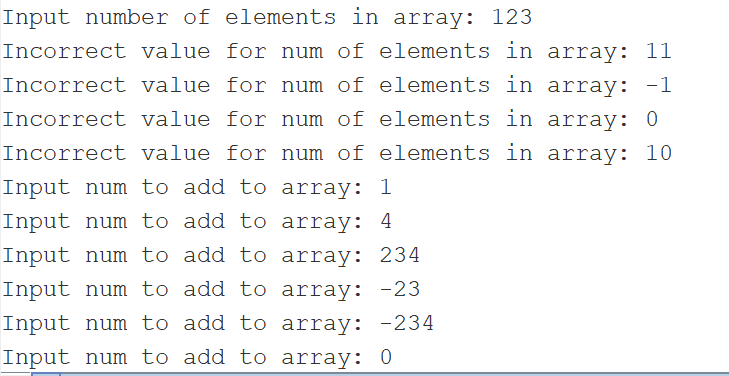 Input number of elements in array: 123
Incorrect value for num of elements in array: 11
Incorrect value for num of elements in array: -1
Incorrect value for num of elements in array: 0
Incorrect value for num of elements in array: 10
Input num to add to array: 1
Input num to add to array: 4
Input num to add to array: 234
Input num to add to array: -23
Input num to add to array: -234
Input num to add to array: 0